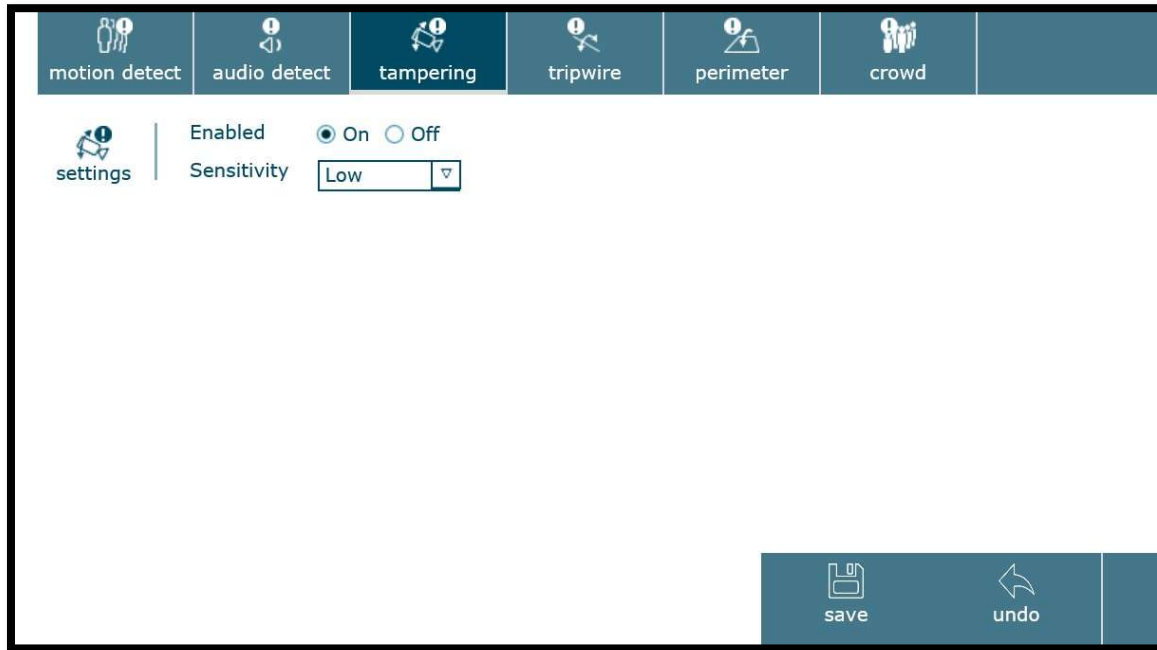 motion detect audio detect tampering tripwire perimeter crowd
Enabled On Off
settings Sensitivity Low
save undo